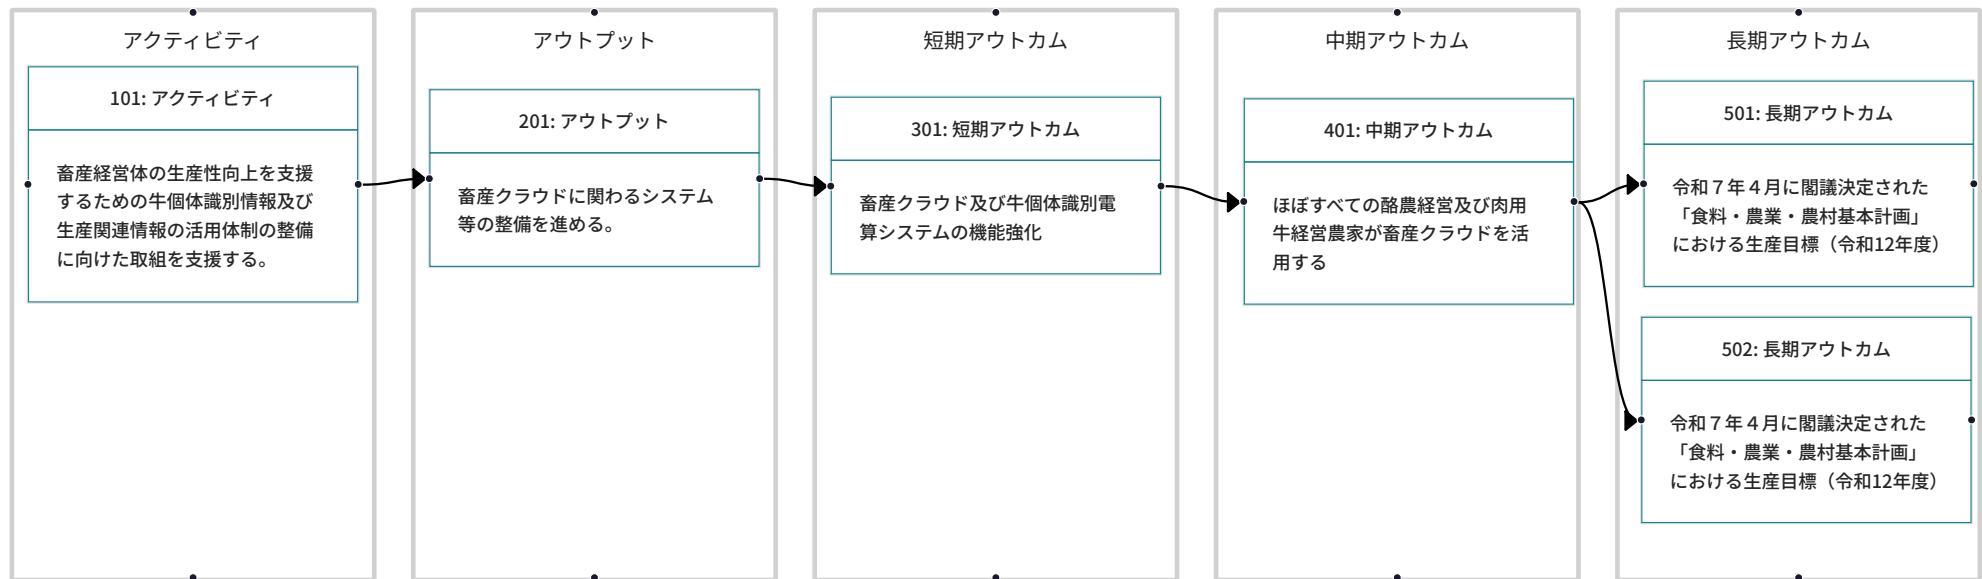 アクティビティ
101: アクティビティ
畜産経営体の生産性向上を支援
するための牛個体識別情報及び
生産関連情報の活用体制の整備
に向けた取組を支援する。
アウトプット
201: アウトプット
畜産クラウドに関わるシステム
等の整備を進める。
短期アウトカム
301: 短期アウトカム
畜産クラウド及び牛個体識別電
算システムの機能強化
中期アウトカム
401: 中期アウトカム
ほぼすべての酪農経営及び肉用
牛経営農家が畜産クラウドを活
用する
長期アウトカム
501: 長期アウトカム
令和７年４月に閣議決定された
「食料・農業・農村基本計画」
における生産目標（令和12年度）
502: 長期アウトカム
令和７年４月に閣議決定された
「食料・農業・農村基本計画」
における生産目標（令和12年度）